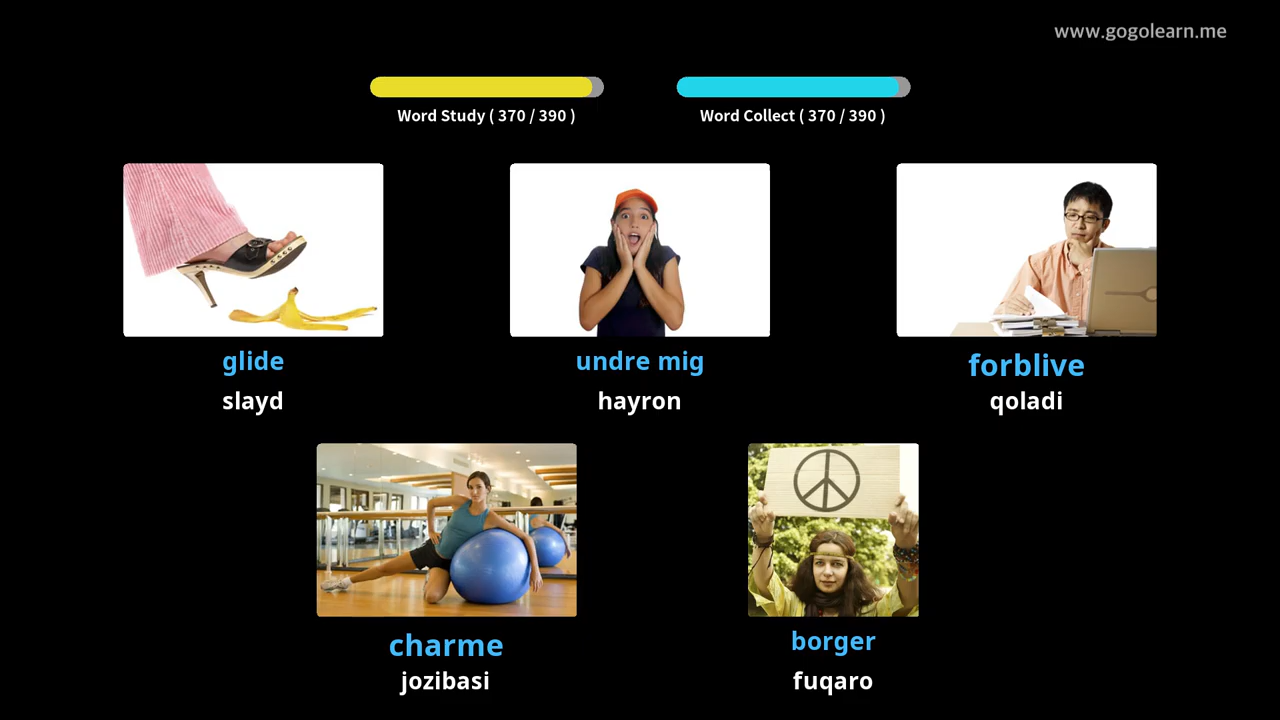 www.gogolearn.me
Word Study ( 370 / 390 )
Word Collect ( 370 / 390 )
glide
slayd
undre mig
hayron
forblive
qoladi
charme
jozibasi
borger
fuqaro